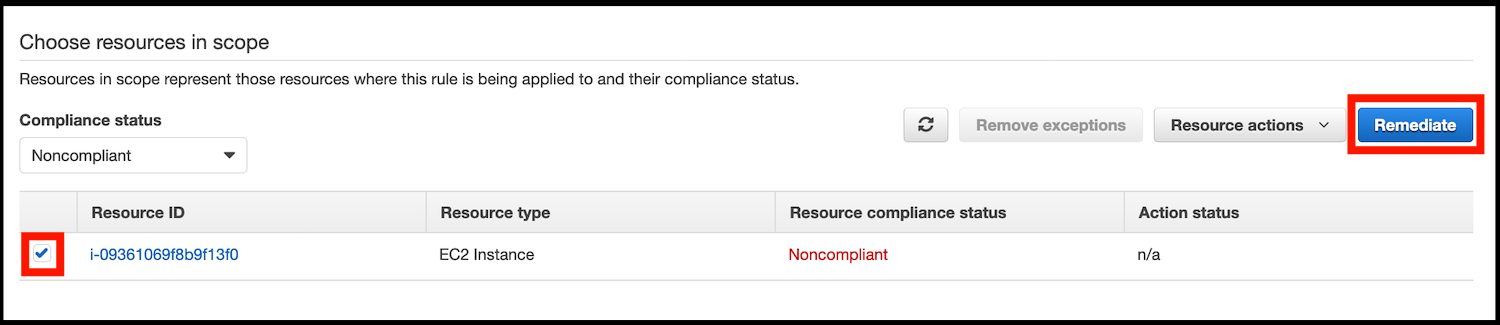 Choose resources in scope
Resources in scope represent those resources where this rule is being applied to and their compliance status.
Compliance status
Noncompliant
Remove exceptions
Resource actions
Remediate
Resource ID
Resource type
Resource compliance status
Action status
i-09361069f8b9f13f0
EC2 Instance
Noncompliant
n/a